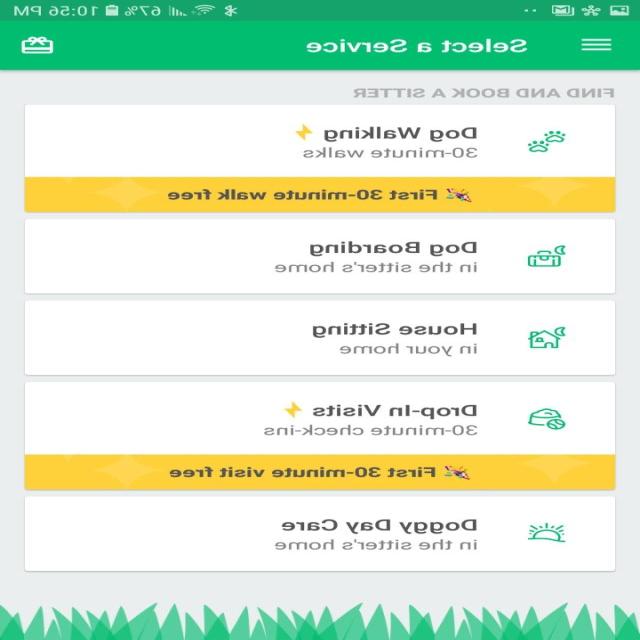 67% 10:56 PM
Select a Service
FIND AND BOOK A SITTER
Dog Walking
30-minute walks
First 30-minute walk free
Dog Boarding
in the sitter's home
House Sitting
in your home
Drop-In Visits
30-minute check-ins
First 30-minute visit free
Doggy Day Care
in the sitter's home